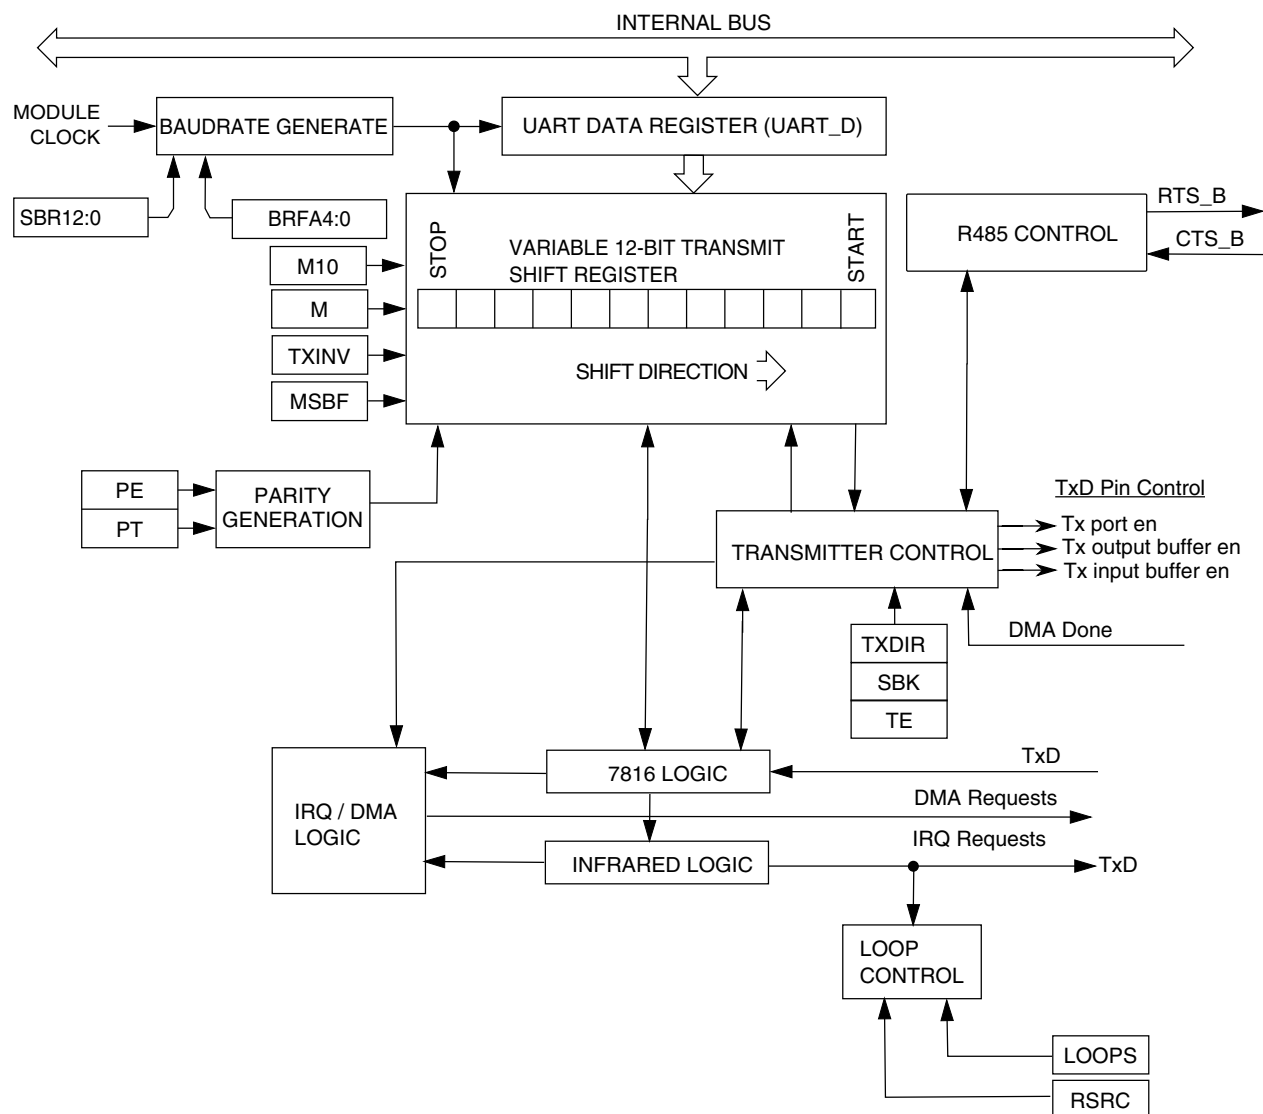 INTERNAL BUS
MODULE
CLOCK
BAUDRATE GENERATE
UART DATA REGISTER (UART_D)
SBR12:0
BRFA4:0
M10
M
TXINV
MSBF
STOP
VARIABLE 12-BIT TRANSMIT
SHIFT REGISTER
START
SHIFT DIRECTION
R485 CONTROL
RTS_B
CTS_B
PE
PT
PARITY
GENERATION
TRANSMITTER CONTROL
TxD Pin Control
Tx port en
Tx output buffer en
Tx input buffer en
DMA Done
TXDIR
SBK
TE
IRQ / DMA
LOGIC
7816 LOGIC
TxD
DMA Requests
IRQ Requests
INFRARED LOGIC
TxD
LOOP
CONTROL
LOOPS
RSRC